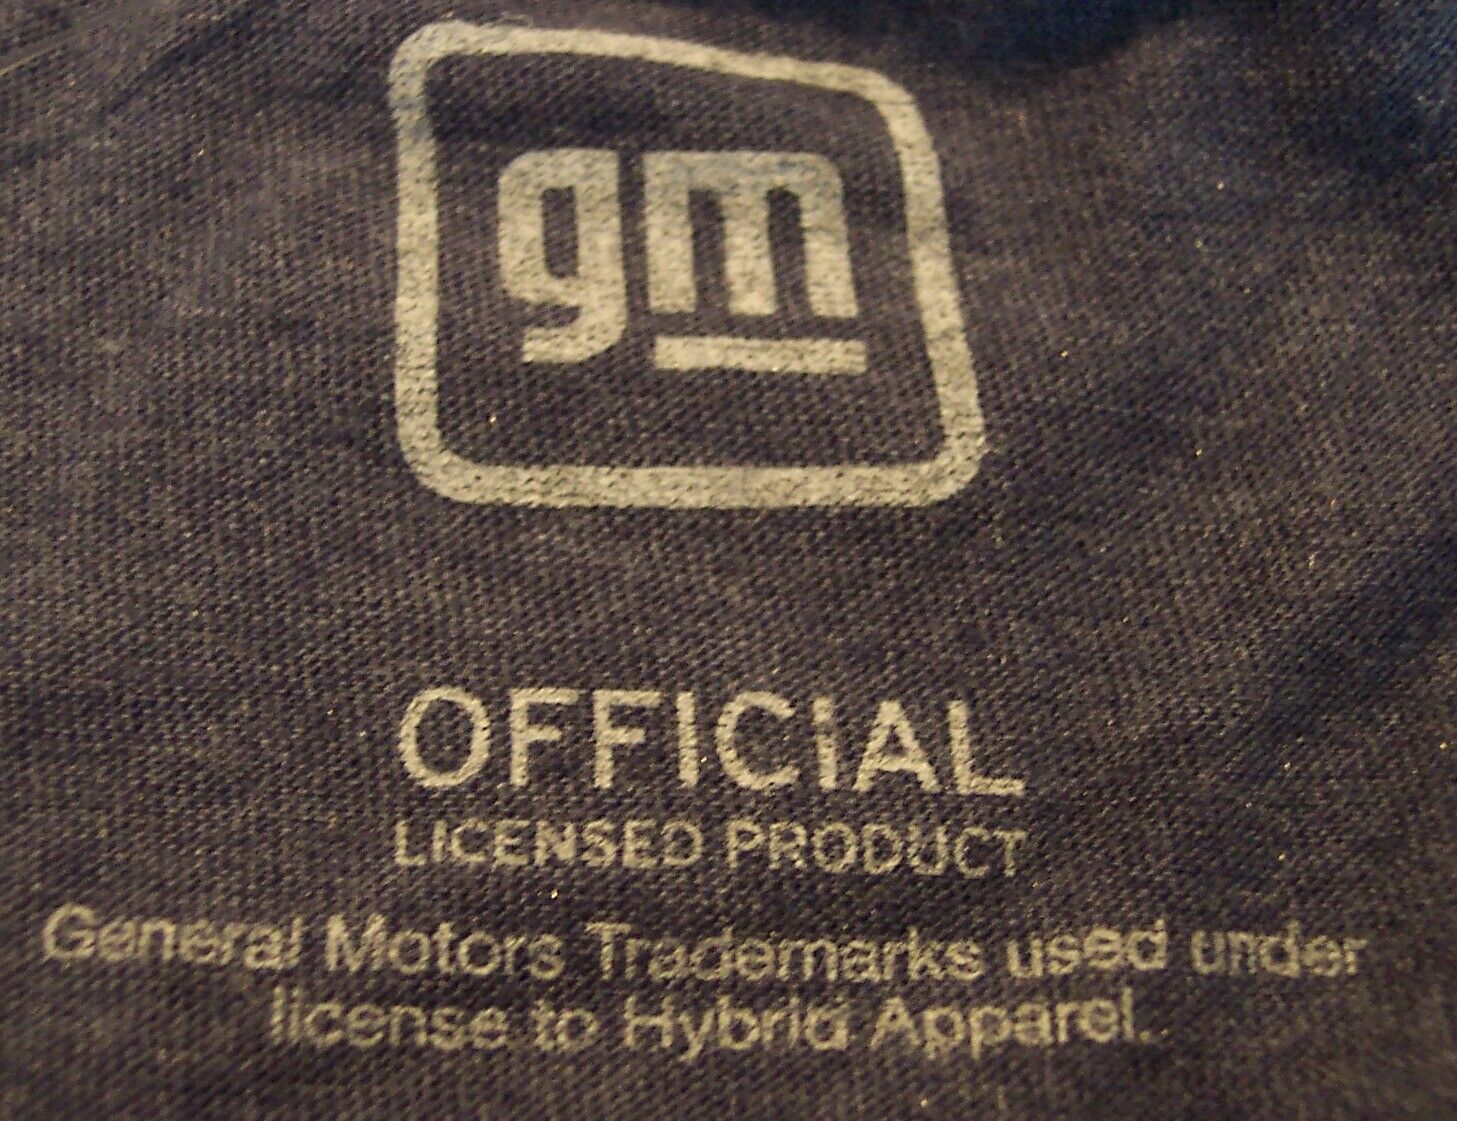 gm
OFFICiAL
LICENSED PRODUCT
General Motors Trademarks used under
license to Hybrid Apparel.